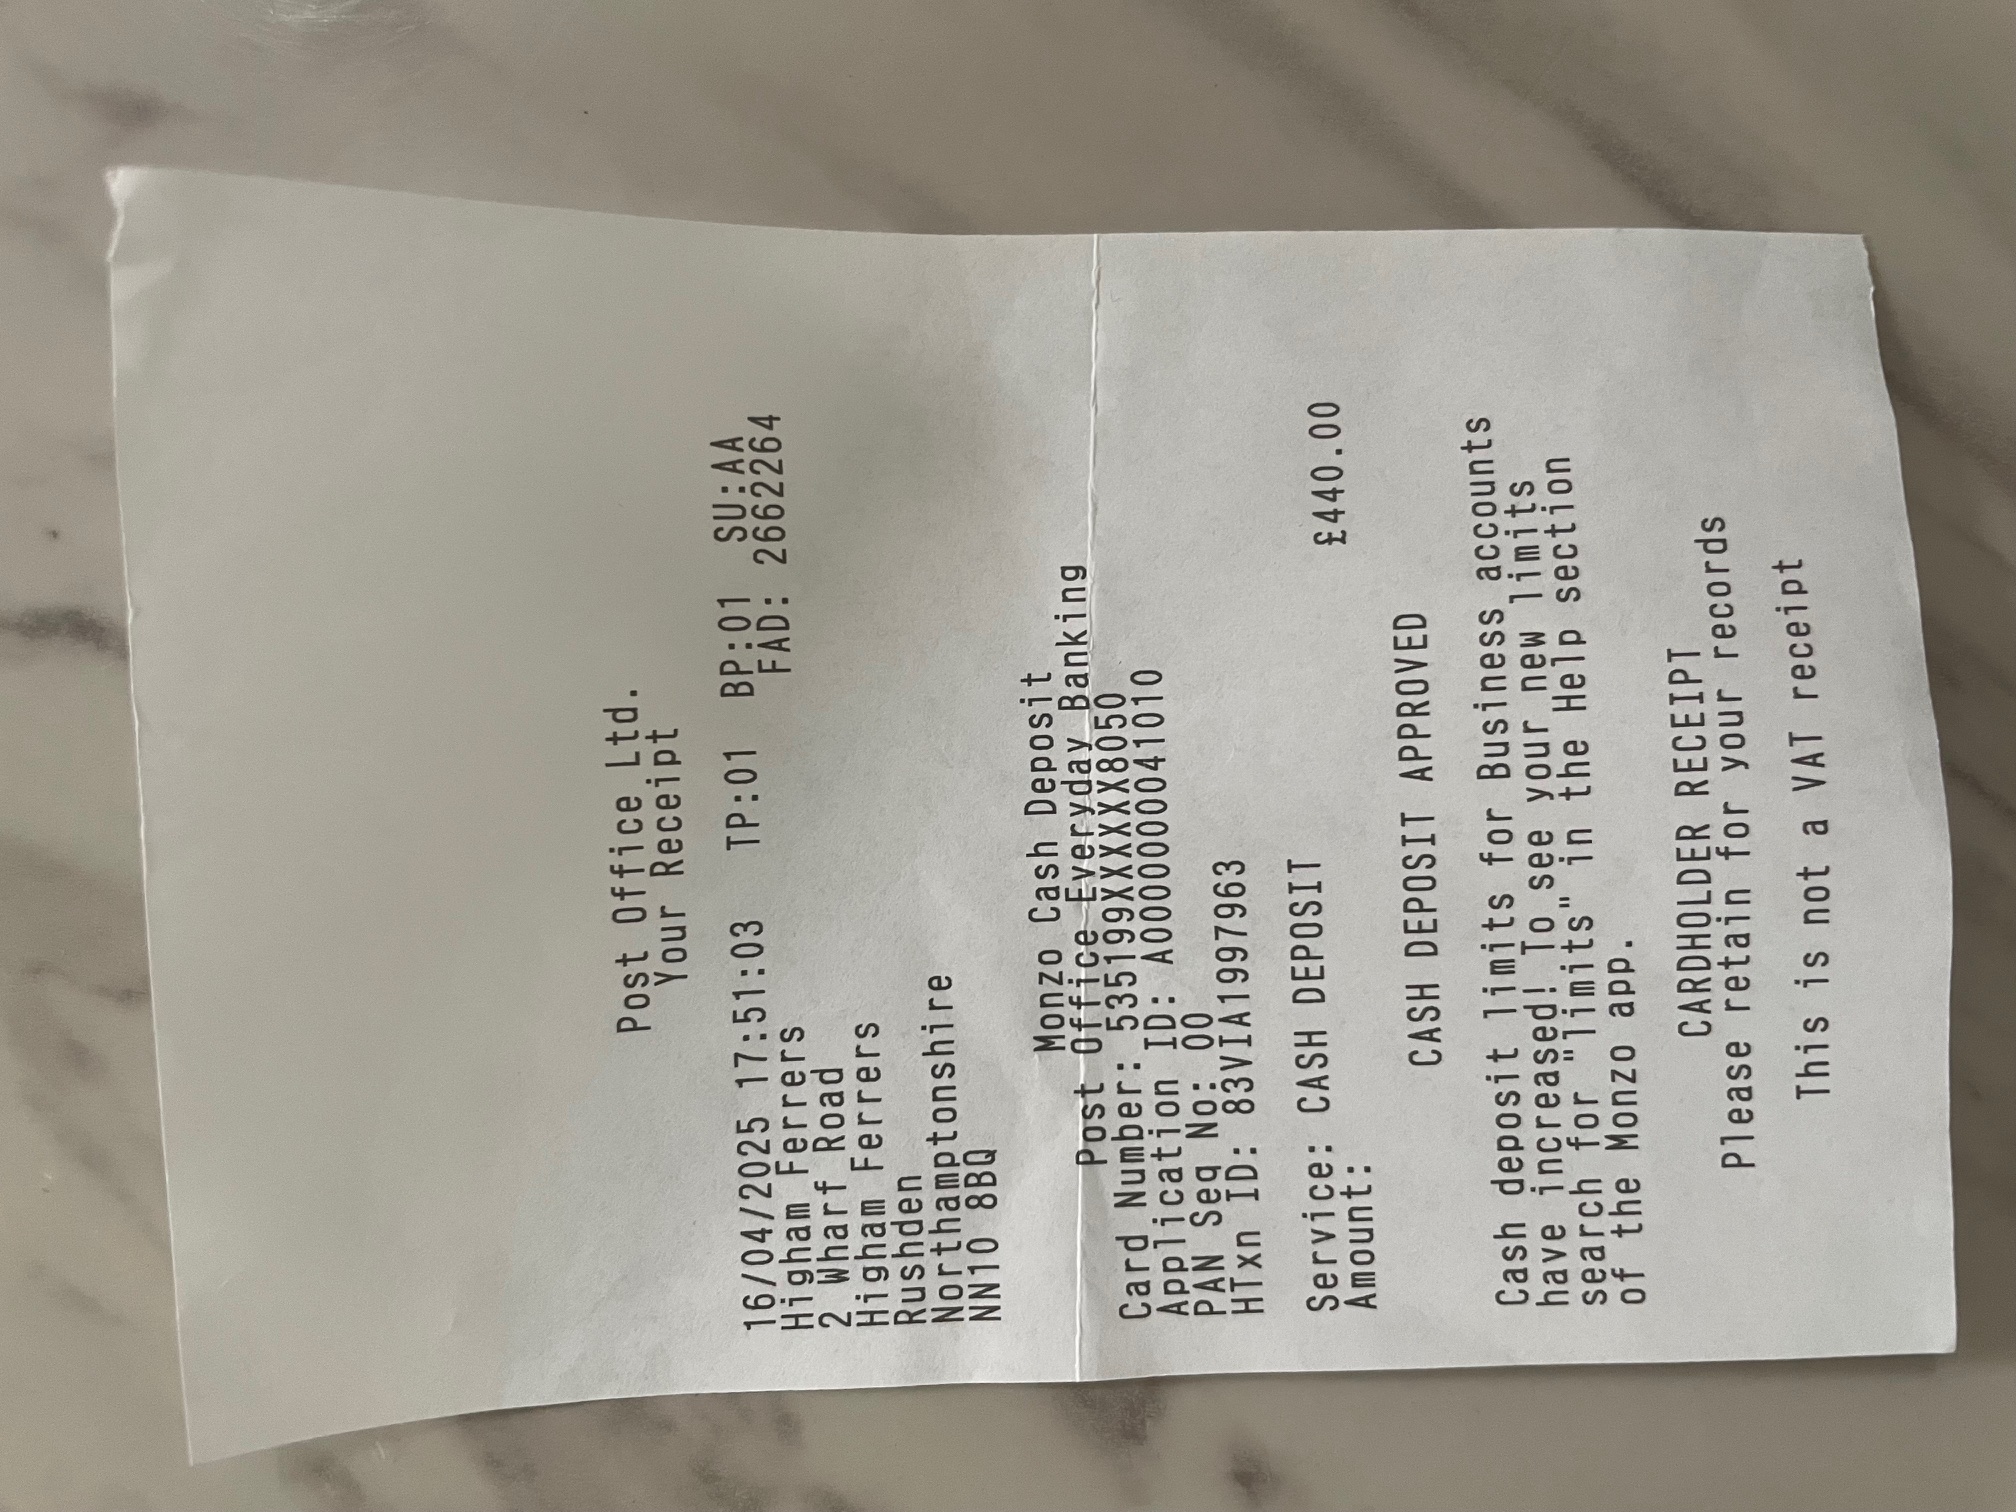 Post Office Ltd.
Your Receipt
16/04/2025 17:51:03 TP:01 BP:01 SU:AA
Higham Ferrers FAD: 2662264
2 Wharf Road
Higham Ferrers
Rushden
Northamptonshire
NN10 8BQ
Monzo Cash Deposit
Post Office Everyday Banking
Card Number: 535199XXXXXX8050
Application ID: A0000000041010
PAN Seq No: 00
HTxn ID: 83VIA1997963
Service: CASH DEPOSIT
Amount: £440.00
CASH DEPOSIT APPROVED
Cash deposit limits for Business accounts
have increased! To see your new limits
search for "limits" in the Help section
of the Monzo app.
CARDHOLDER RECEIPT
Please retain for your records
This is not a VAT receipt